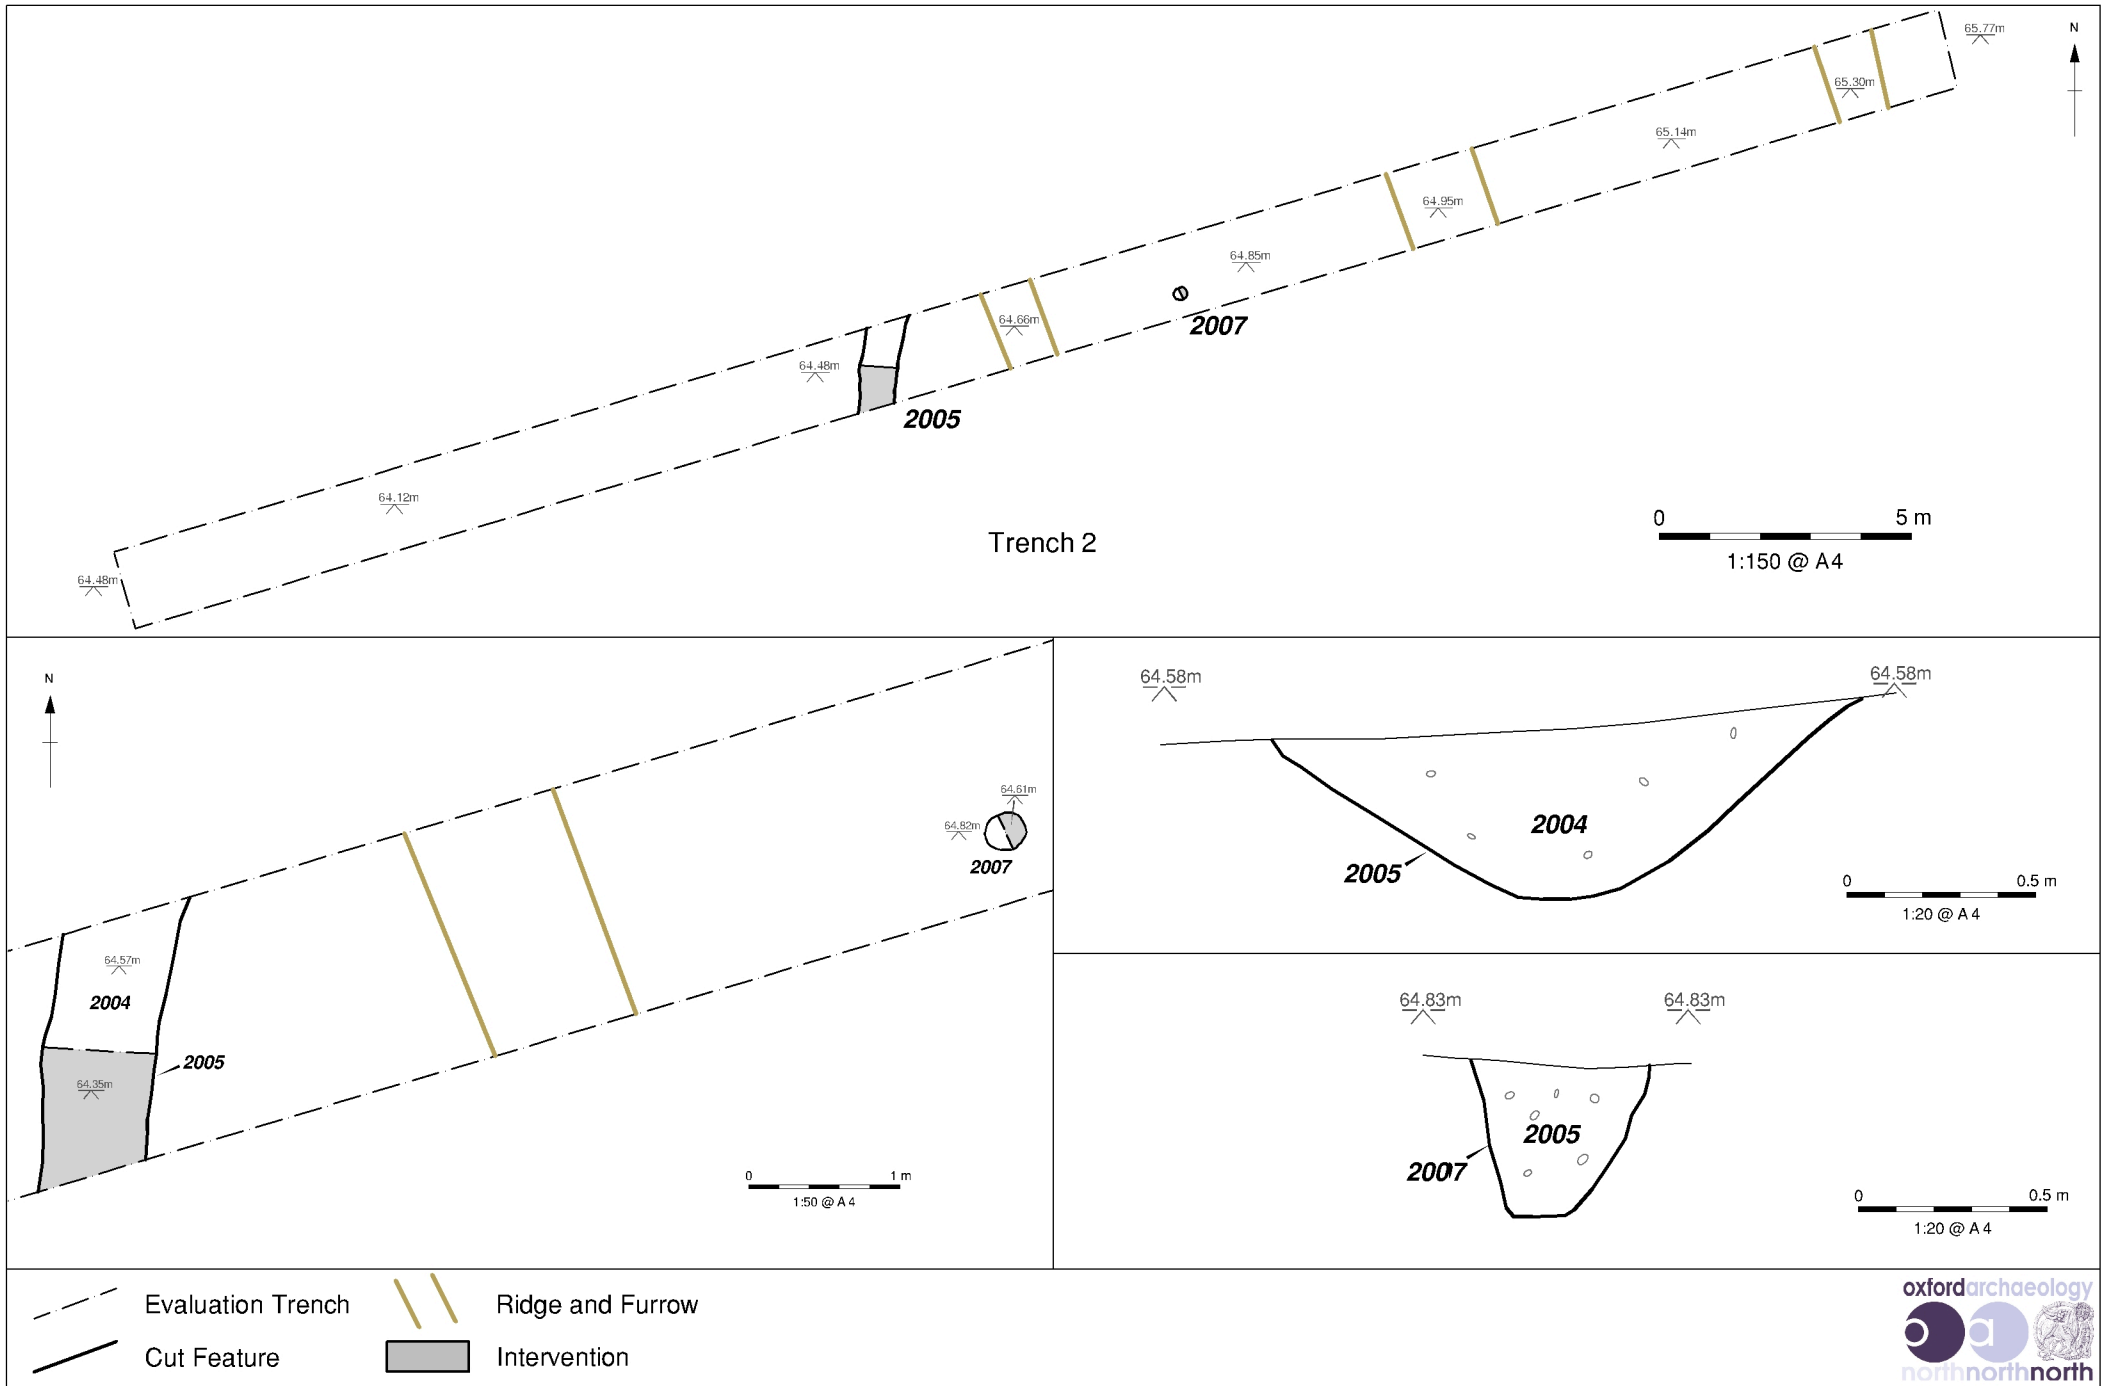 65.77m
N
65.30m
65.14m
64.95m
64.85m
2007
64.66m
64.48m
2005
64.12m
64.48m
Trench 2
0 5 m
1:150 @ A4
N
64.61m
64.82m
2007
64.57m
2004
2005
64.35m
0 1 m
1:50 @ A4
64.58m 64.58m
2004
2005
0 0.5 m
1:20 @ A4
64.83m 64.83m
2005
2007
0 0.5 m
1:20 @ A4
Evaluation Trench
Ridge and Furrow
Cut Feature
Intervention
oxfordarchaeology
o a
northnorthnorth